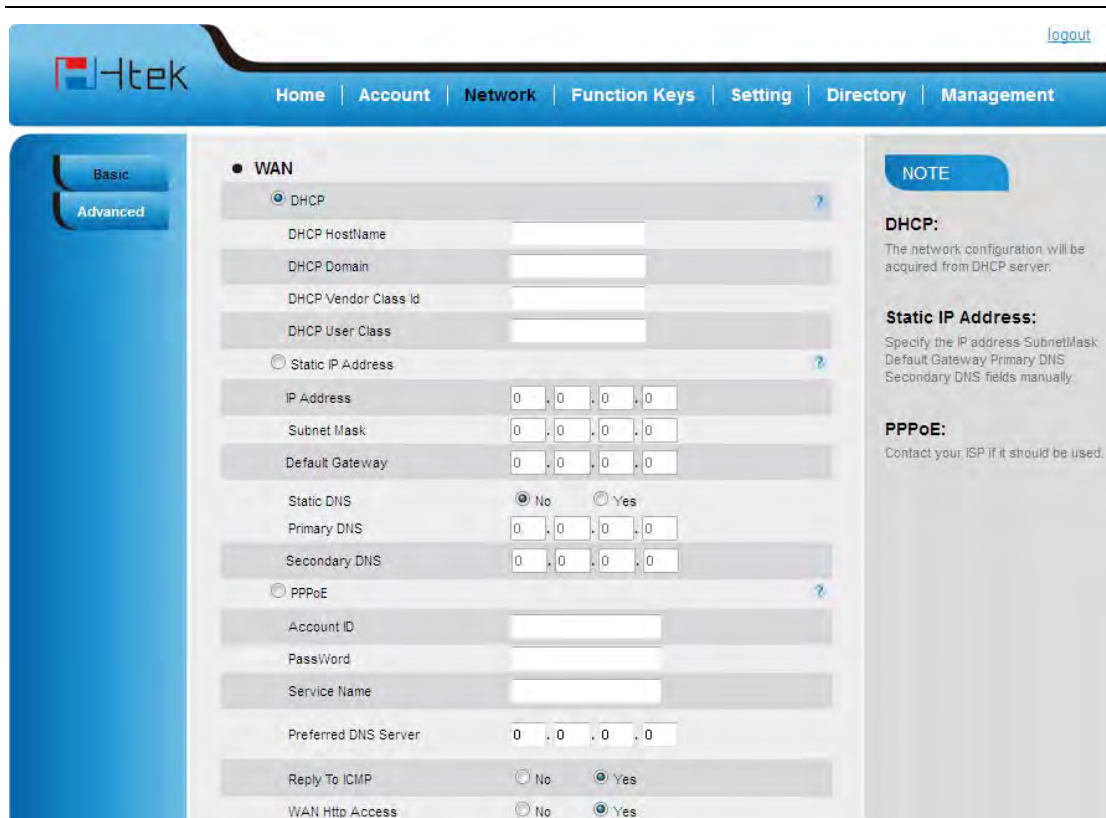 logout
Htek
Home | Account | Network | Function Keys | Setting | Directory | Management
Basic
Advanced
WAN
DHCP ?
DHCP HostName
DHCP Domain
DHCP Vendor Class Id
DHCP User Class
Static IP Address ?
IP Address 0 . 0 . 0 . 0
Subnet Mask 0 . 0 . 0 . 0
Default Gateway 0 . 0 . 0 . 0
Static DNS No Yes
Primary DNS 0 . 0 . 0 . 0
Secondary DNS 0 . 0 . 0 . 0
PPPoE ?
Account ID
PassWord
Service Name
Preferred DNS Server 0 . 0 . 0 . 0
Reply To ICMP No Yes
WAN Http Access No Yes
NOTE
DHCP:
The network configuration will be
acquired from DHCP server.
Static IP Address:
Specify the IP address SubnetMask
Default Gateway Primary DNS
Secondary DNS fields manually.
PPPoE:
Contact your ISP if it should be used.